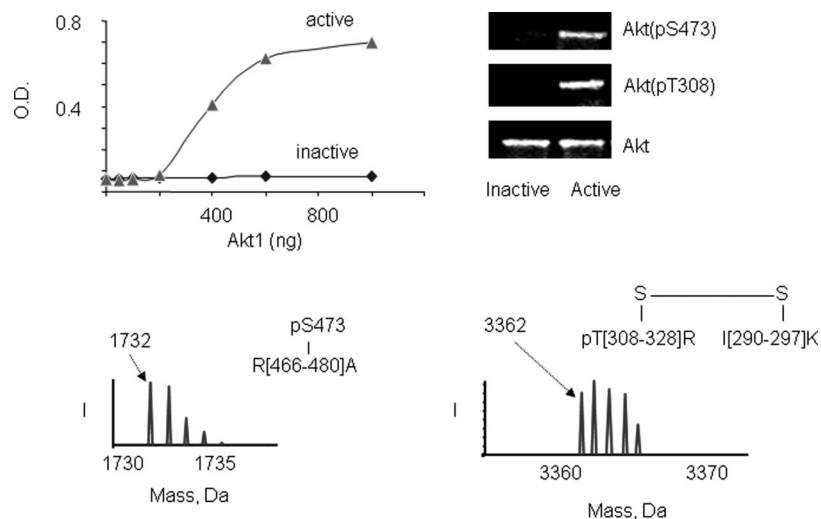 0.8
0.4
O.D.
active
inactive
400 800
Akt1 (ng)
Akt(pS473)
Akt(pT308)
Akt
Inactive Active
pS473
R[466-480]A
1732
I
1730 1735
Mass, Da
S S
pT[308-328]R I[290-297]K
3362
I
3360 3370
Mass, Da